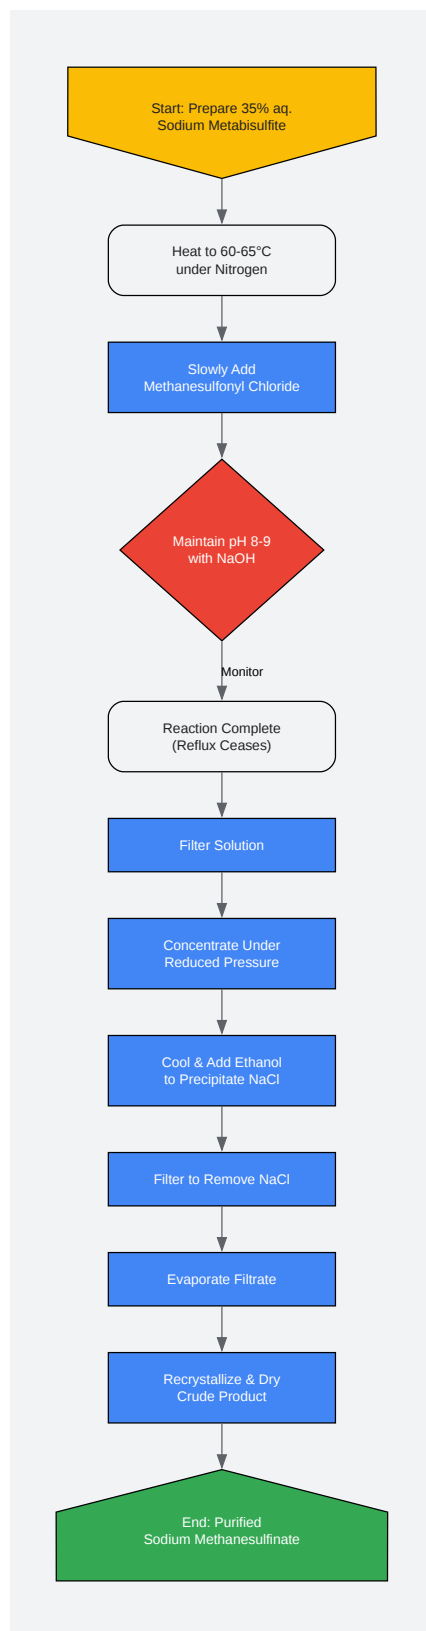 Start: Prepare 35% aq.
Sodium Metabisulfite
Heat to 60-65°C
under Nitrogen
Slowly Add
Methanesulfonyl Chloride
Maintain pH 8-9
with NaOH
Monitor
Reaction Complete
(Reflux Ceases)
Filter Solution
Concentrate Under
Reduced Pressure
Cool & Add Ethanol
to Precipitate NaCl
Filter to Remove NaCl
Evaporate Filtrate
Recrystallize & Dry
Crude Product
End: Purified
Sodium Methanesulfinate